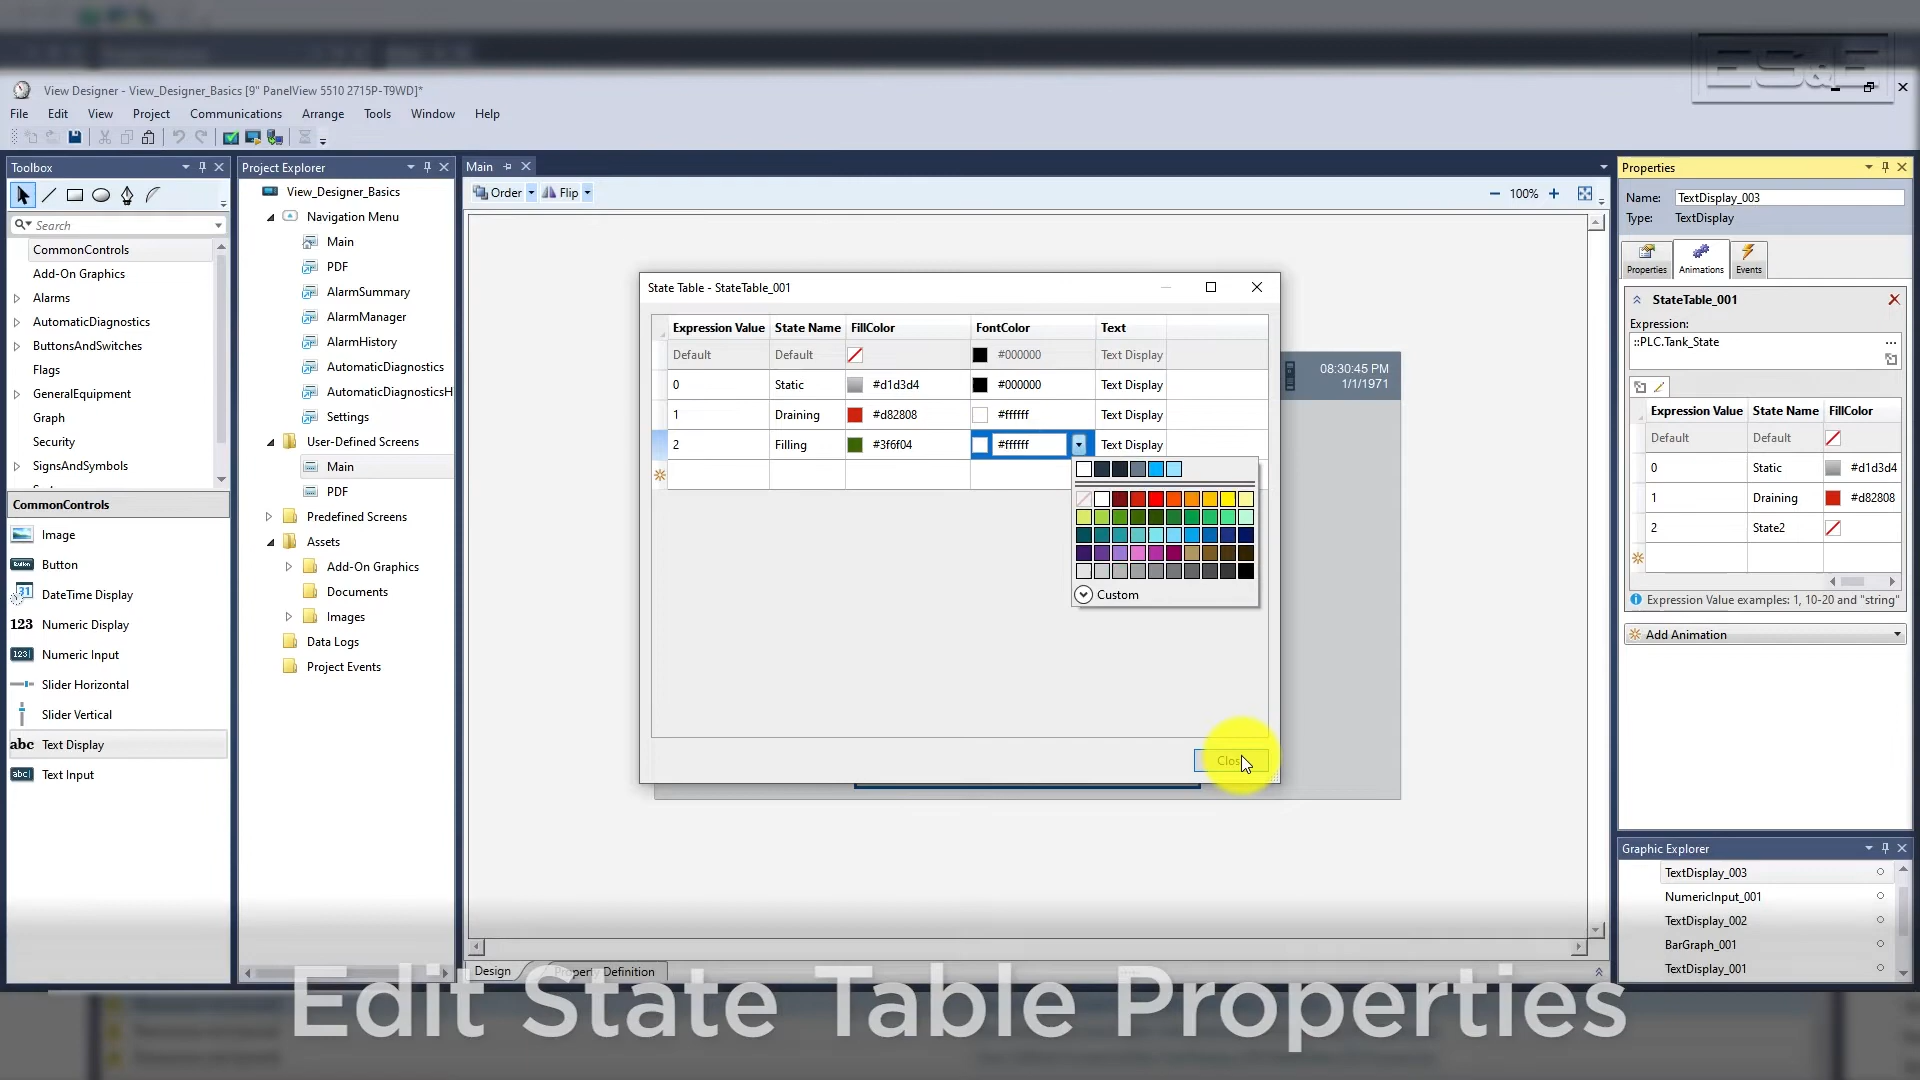 ES&E
View Designer - View_Designer_Basics [9" PanelView 5510 2715P-T9WD]*
File Edit View Project Communications Arrange Tools Window Help
Toolbox
Search
CommonControls
Add-On Graphics
Alarms
AutomaticDiagnostics
ButtonsAndSwitches
Flags
GeneralEquipment
Graph
Security
SignsAndSymbols
CommonControls
Image
Button
31 DateTime Display
123 Numeric Display
123 Numeric Input
Slider Horizontal
Slider Vertical
abc Text Display
abc Text Input
Project Explorer
View_Designer_Basics
Navigation Menu
Main
PDF
AlarmSummary
AlarmManager
AlarmHistory
AutomaticDiagnostics
AutomaticDiagnosticsH
Settings
User-Defined Screens
Main
PDF
Predefined Screens
Assets
Add-On Graphics
Documents
Images
Data Logs
Project Events
Main
Order Flip 100%
08:30:45 PM
1/1/1971
State Table - StateTable_001
Expression Value State Name FillColor FontColor Text
Default Default #000000 Text Display
0 Static #d1d3d4 #000000 Text Display
1 Draining #d82808 #ffffff Text Display
2 Filling #3f6f04 #ffffff Text Display
Custom
Design Property Definition
Properties
Name: TextDisplay_003
Type: TextDisplay
Properties Animations Events
StateTable_001
Expression:
::PLC.Tank_State
...
Expression Value State Name FillColor
Default Default
0 Static #d1d3d4
1 Draining #d82808
2 State2
Expression Value examples: 1, 10-20 and "string"
Add Animation
Graphic Explorer
TextDisplay_003
NumericInput_001
TextDisplay_002
BarGraph_001
TextDisplay_001
Edit State Table Properties